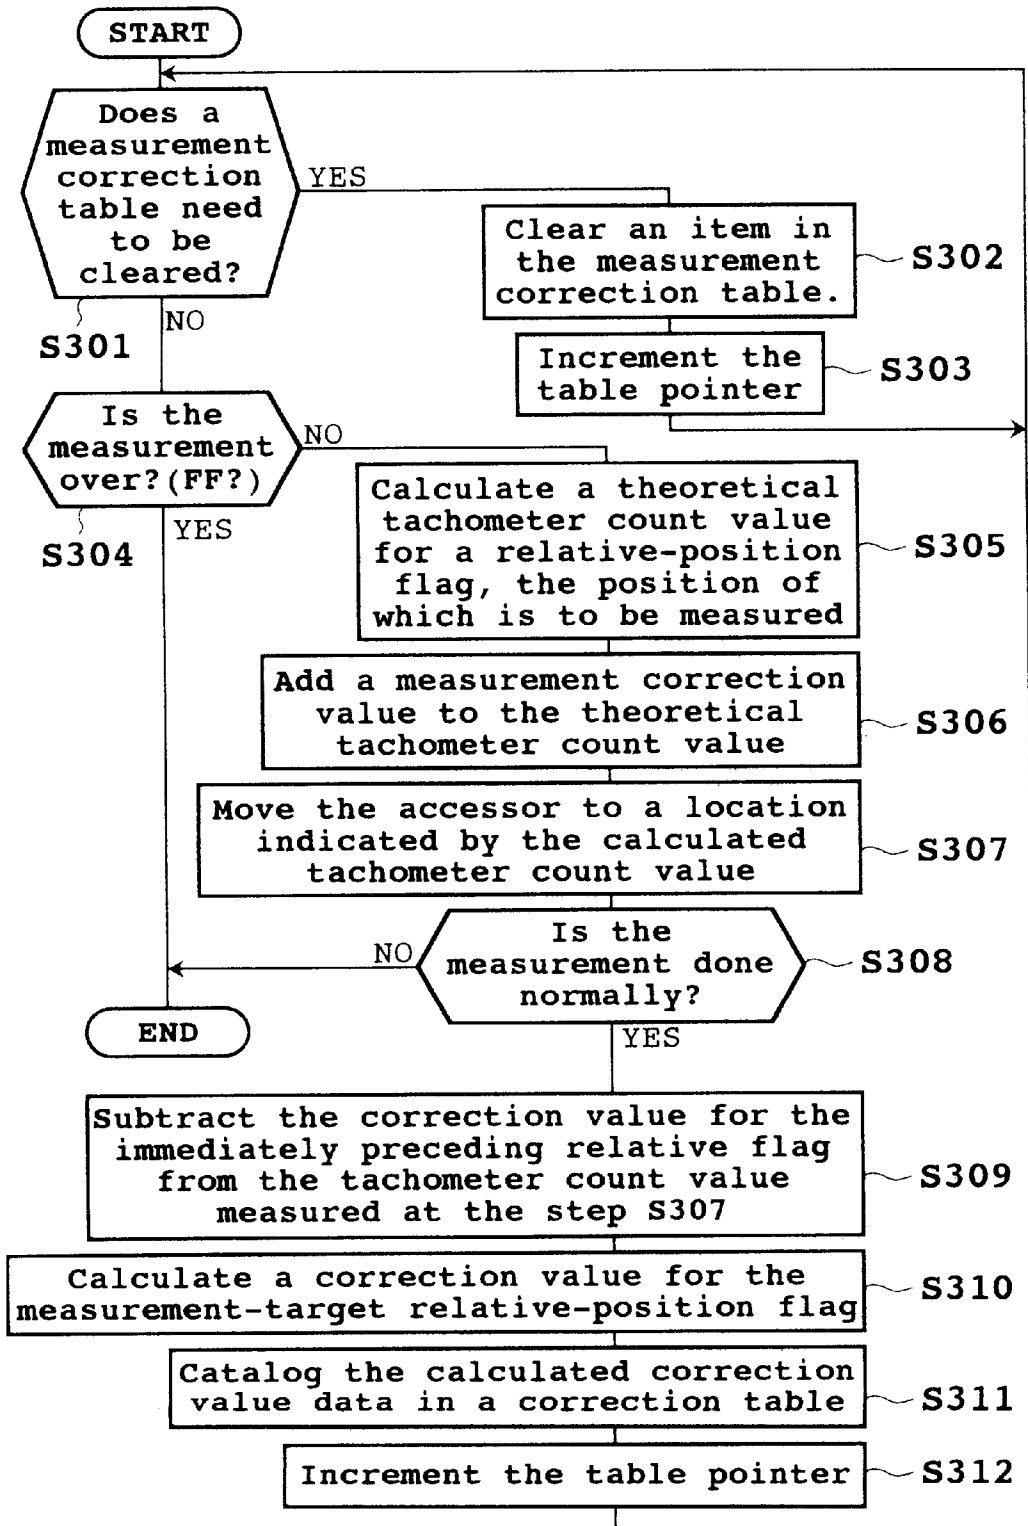 START
Does a
measurement
correction
table need
to be
cleared?
YES
S301
NO
Clear an item in
the measurement
correction table.
S302
Increment the
table pointer
S303
Is the
measurement
over?(FF?)
NO
S304
YES
Calculate a theoretical
tachometer count value
for a relative-position
flag, the position of
which is to be measured
S305
Add a measurement correction
value to the theoretical
tachometer count value
S306
Move the accessor to a location
indicated by the calculated
tachometer count value
S307
Is the
measurement done
normally?
NO
S308
END
YES
Subtract the correction value for the
immediately preceding relative flag
from the tachometer count value
measured at the step S307
S309
Calculate a correction value for the
measurement-target relative-position flag
S310
Catalog the calculated correction
value data in a correction table
S311
Increment the table pointer
S312